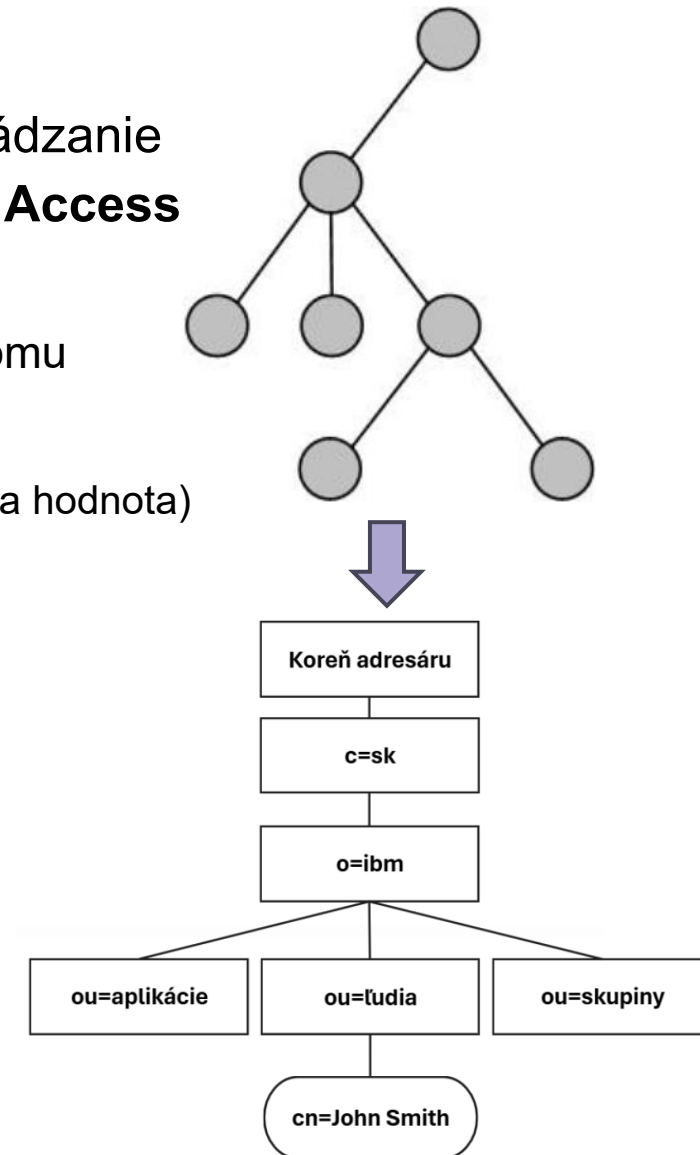 ádzanie
Access
omu
a hodnota)
Koreň adresáru
c=sk
o=ibm
ou=aplikácie
ou=ľudia
ou=skupiny
cn=John Smith